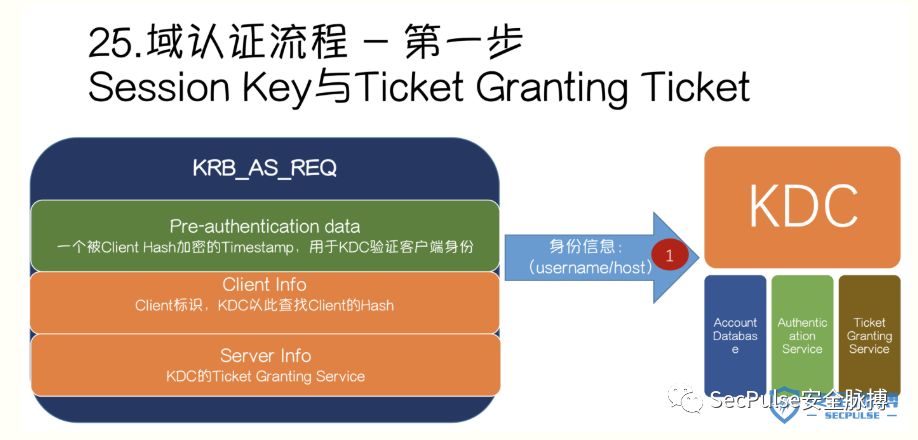 25.域认证流程 – 第一步
Session Key与Ticket Granting Ticket
KRB_AS_REQ
Pre-authentication data
一个被Client Hash加密的Timestamp，用于KDC验证客户端身份
Client Info
Client标识，KDC以此查找Client的Hash
Server Info
KDC的Ticket Granting Service
身份信息：
（username/host）
1
KDC
Account
Databas
e
Authentic
ation
Service
Ticket
Granting
Service
SecPulse安全脉搏
SECPULSE